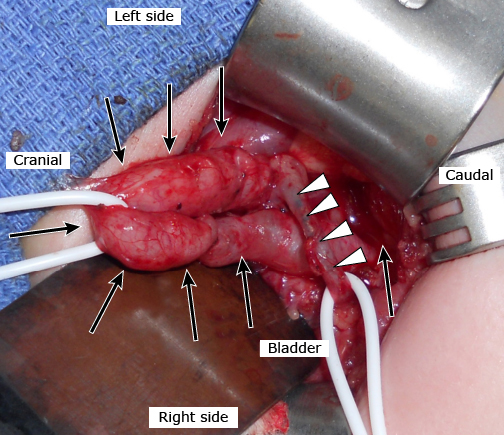 Left side
Cranial
Caudal
Bladder
Right side